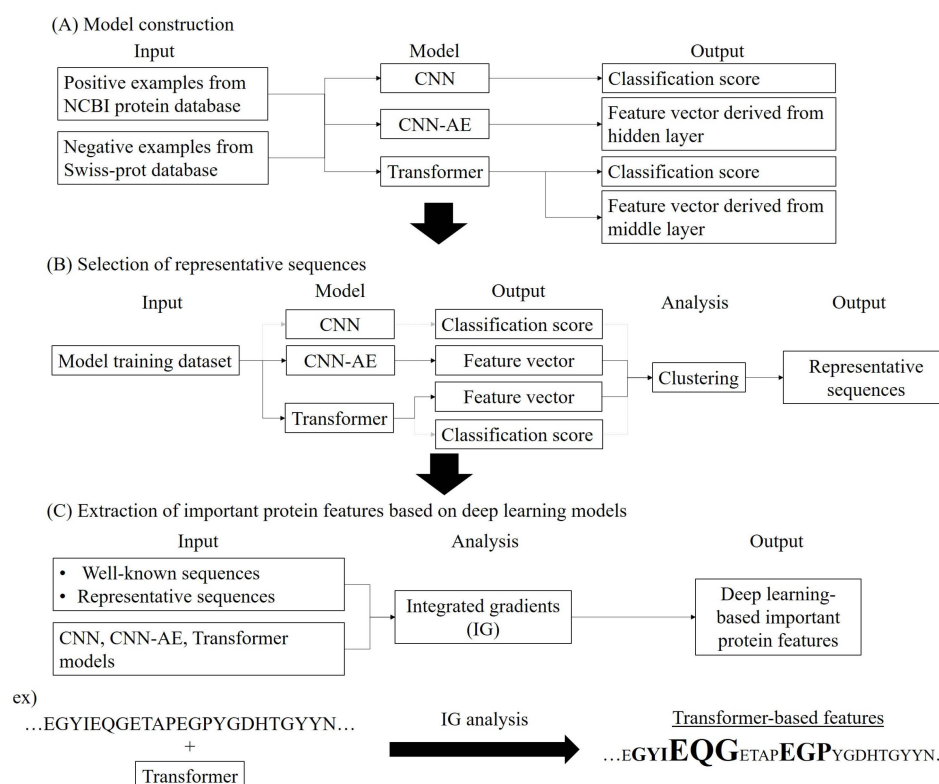 (A) Model construction
Input
Model
Output
Positive examples from
NCBI protein database
Negative examples from
Swiss-prot database
CNN
CNN-AE
Transformer
Classification score
Feature vector derived from
hidden layer
Classification score
Feature vector derived from
middle layer
(B) Selection of representative sequences
Input
Model
Output
Analysis
Output
Model training dataset
CNN
CNN-AE
Transformer
Classification score
Feature vector
Feature vector
Classification score
Clustering
Representative
sequences
(C) Extraction of important protein features based on deep learning models
Input
Analysis
Output
• Well-known sequences
• Representative sequences
CNN, CNN-AE, Transformer
models
Integrated gradients
(IG)
Deep learning-
based important
protein features
ex)
…EGYIEQGETAPEGPYGDHTGYYN…
+
Transformer
IG analysis
Transformer-based features
…EGYIEQGETAPEGPYGDHTGYYN…